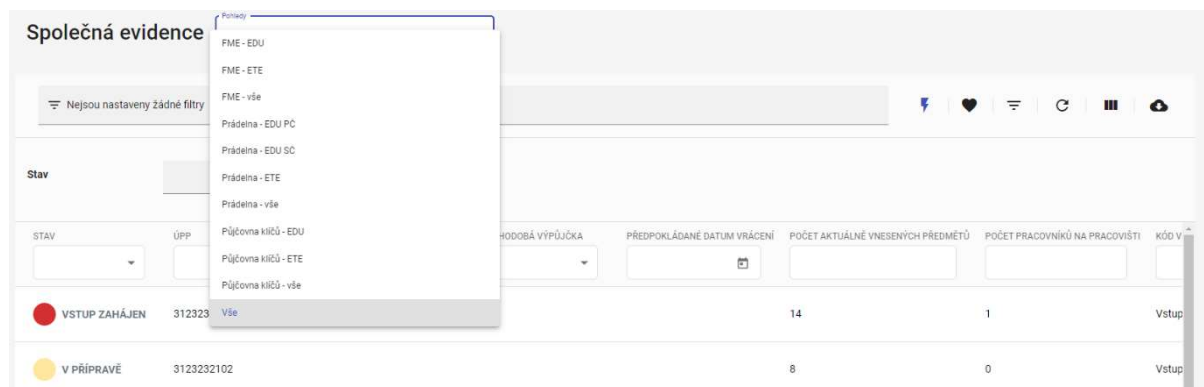 Společná evidence
Pohledy
FME - EDU
FME - ETE
FME - vše
Prádelna - EDU PČ
Prádelna - EDU SČ
Prádelna - ETE
Prádelna - vše
Půjčovna klíčů - EDU
Půjčovna klíčů - ETE
Půjčovna klíčů - vše
Vše
Nejsou nastaveny žádné filtry
Stav
STAV ÚPP HODOBÁ VÝPŮJČKA PŘEDPOKLÁDANÉ DATUM VRÁCENÍ POČET AKTUÁLNĚ VNESENÝCH PŘEDMĚTŮ POČET PRACOVNÍKŮ NA PRACOVIŠTI KÓD V
VSTUP ZAHÁJEN 312323 14 1 Vstup
V PŘÍPRAVĚ 3123232102 8 0 Vstup